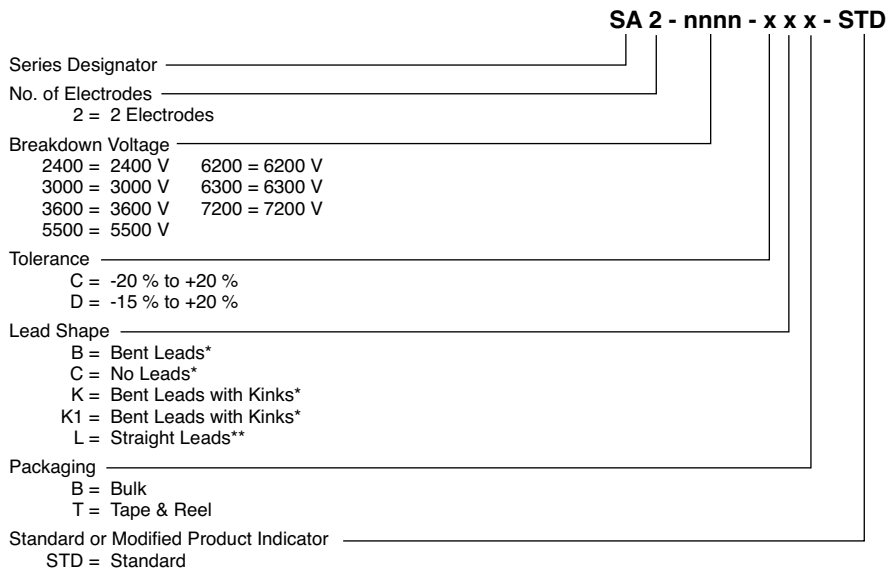 SA 2 - nnnn - x x x - STD
Series Designator
No. of Electrodes
2 = 2 Electrodes
Breakdown Voltage
2400 = 2400 V 6200 = 6200 V
3000 = 3000 V 6300 = 6300 V
3600 = 3600 V 7200 = 7200 V
5500 = 5500 V
Tolerance
C = -20 % to +20 %
D = -15 % to +20 %
Lead Shape
B = Bent Leads*
C = No Leads*
K = Bent Leads with Kinks*
K1 = Bent Leads with Kinks*
L = Straight Leads**
Packaging
B = Bulk
T = Tape & Reel
Standard or Modified Product Indicator
STD = Standard